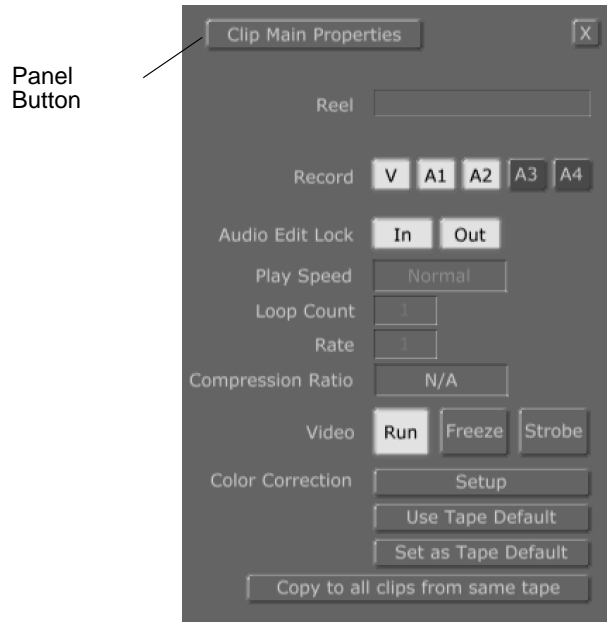 Clip Main Properties X
Panel
Button
Reel
Record V A1 A2 A3 A4
Audio Edit Lock In Out
Play Speed Normal
Loop Count 1
Rate 1
Compression Ratio N/A
Video Run Freeze Strobe
Color Correction Setup
Use Tape Default
Set as Tape Default
Copy to all clips from same tape